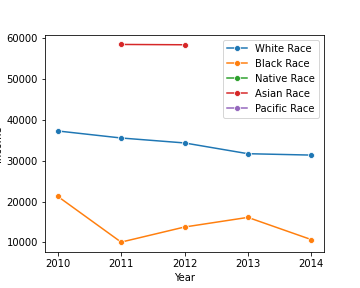 60000
50000
40000
30000
20000
10000
White Race
Black Race
Native Race
Asian Race
Pacific Race
2010 2011 2012 2013 2014
Year